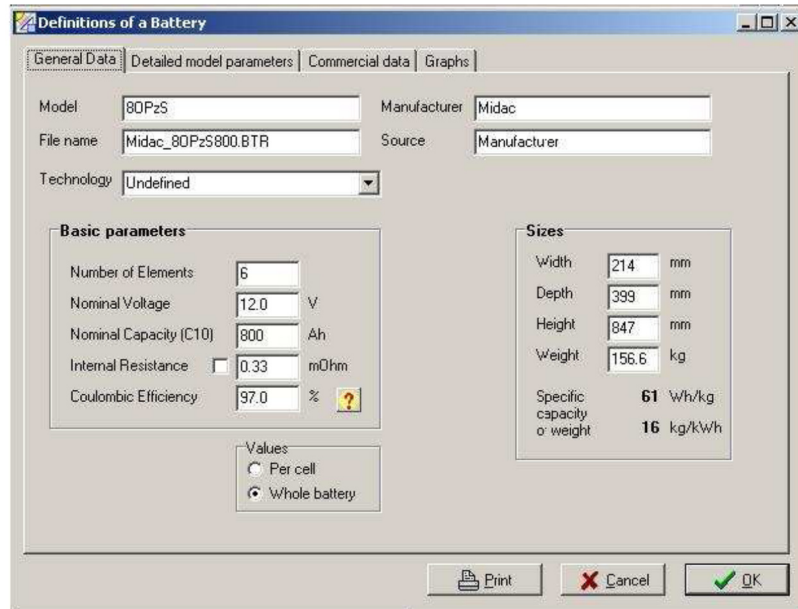 Definitions of a Battery
General Data Detailed model parameters Commercial data Graphs
Model 8OPzS Manufacturer Midac
File name Midac_8OPzS800.BTR Source Manufacturer
Technology Undefined
Basic parameters
Number of Elements 6
Nominal Voltage 12.0 V
Nominal Capacity (C10) 800 Ah
Internal Resistance 0.33 mOhm
Coulombic Efficiency 97.0 % ?
Values
Per cell
Whole battery
Sizes
Width 214 mm
Depth 399 mm
Height 847 mm
Weight 156.6 kg
Specific 61 Wh/kg
capacity
or weight 16 kg/kWh
Print Cancel OK